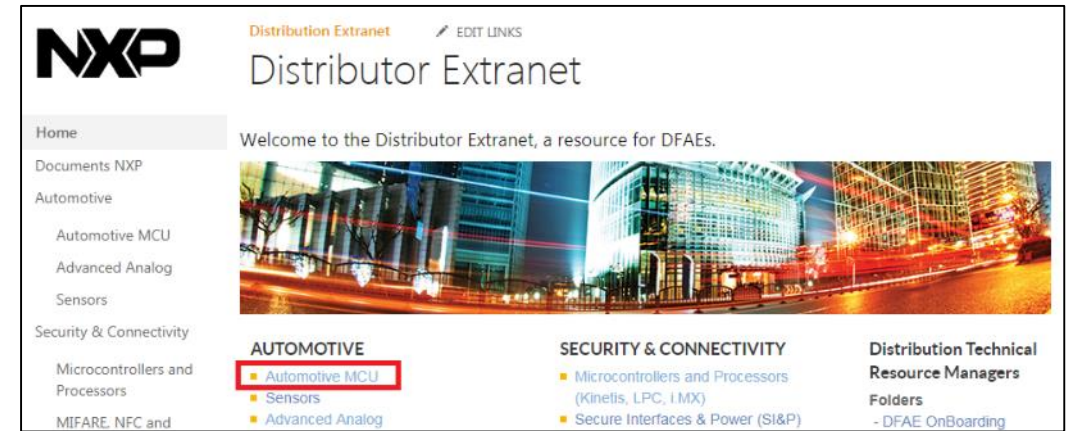 NXP
Distribution Extranet
EDIT LINKS
Distributor Extranet
Home
Documents NXP
Automotive
Automotive MCU
Advanced Analog
Sensors
Security & Connectivity
Microcontrollers and
Processors
MIFARE, NFC and
Welcome to the Distributor Extranet, a resource for DFAEs.
AUTOMOTIVE
Automotive MCU
Sensors
Advanced Analog
SECURITY & CONNECTIVITY
Microcontrollers and Processors
(Kinetis, LPC, i.MX)
Secure Interfaces & Power (SI&P)
Distribution Technical
Resource Managers
Folders
- DFAE OnBoarding